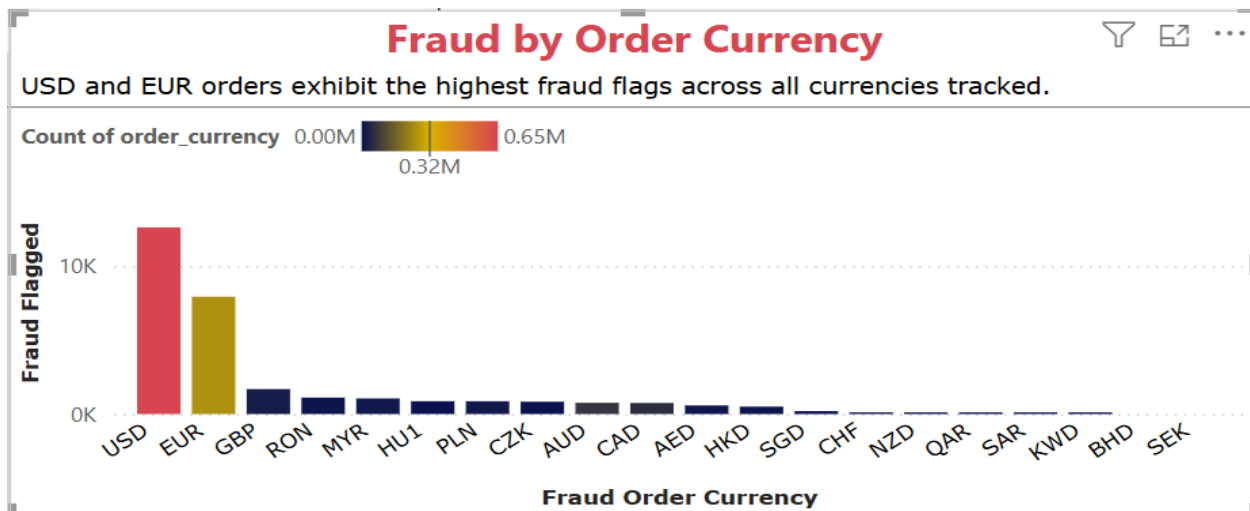 Fraud by Order Currency
USD and EUR orders exhibit the highest fraud flags across all currencies tracked.
Count of order_currency 0.00M 0.65M
0.32M
Fraud Flagged
10K
0K
USD EUR GBP RON MYR HU1 PLN CZK AUD CAD AED HKD SGD CHF NZD QAR SAR KWD BHD SEK
Fraud Order Currency